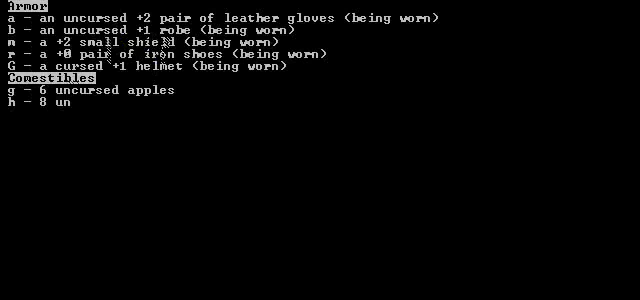 Armor
a - an uncursed +2 pair of leather gloves (being worn)
b - an uncursed +1 robe (being worn)
m - a +2 small shield (being worn)
r - a +0 pair of iron shoes (being worn)
G - a cursed +1 helmet (being worn)
Comestibles
g - 6 uncursed apples
h - 8 un